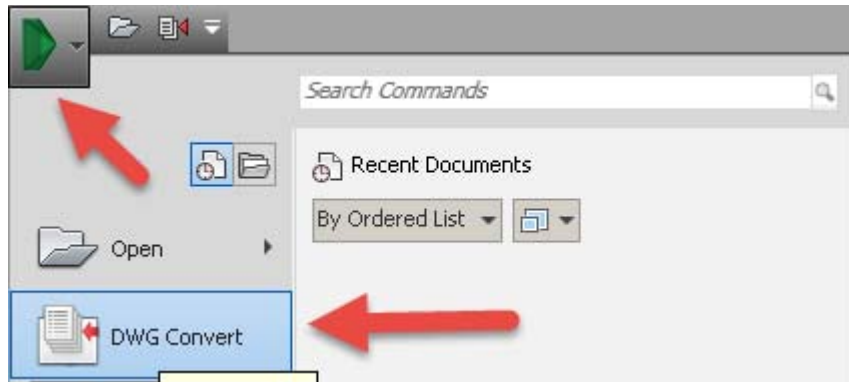 Search Commands
Recent Documents
By Ordered List
Open
DWG Convert